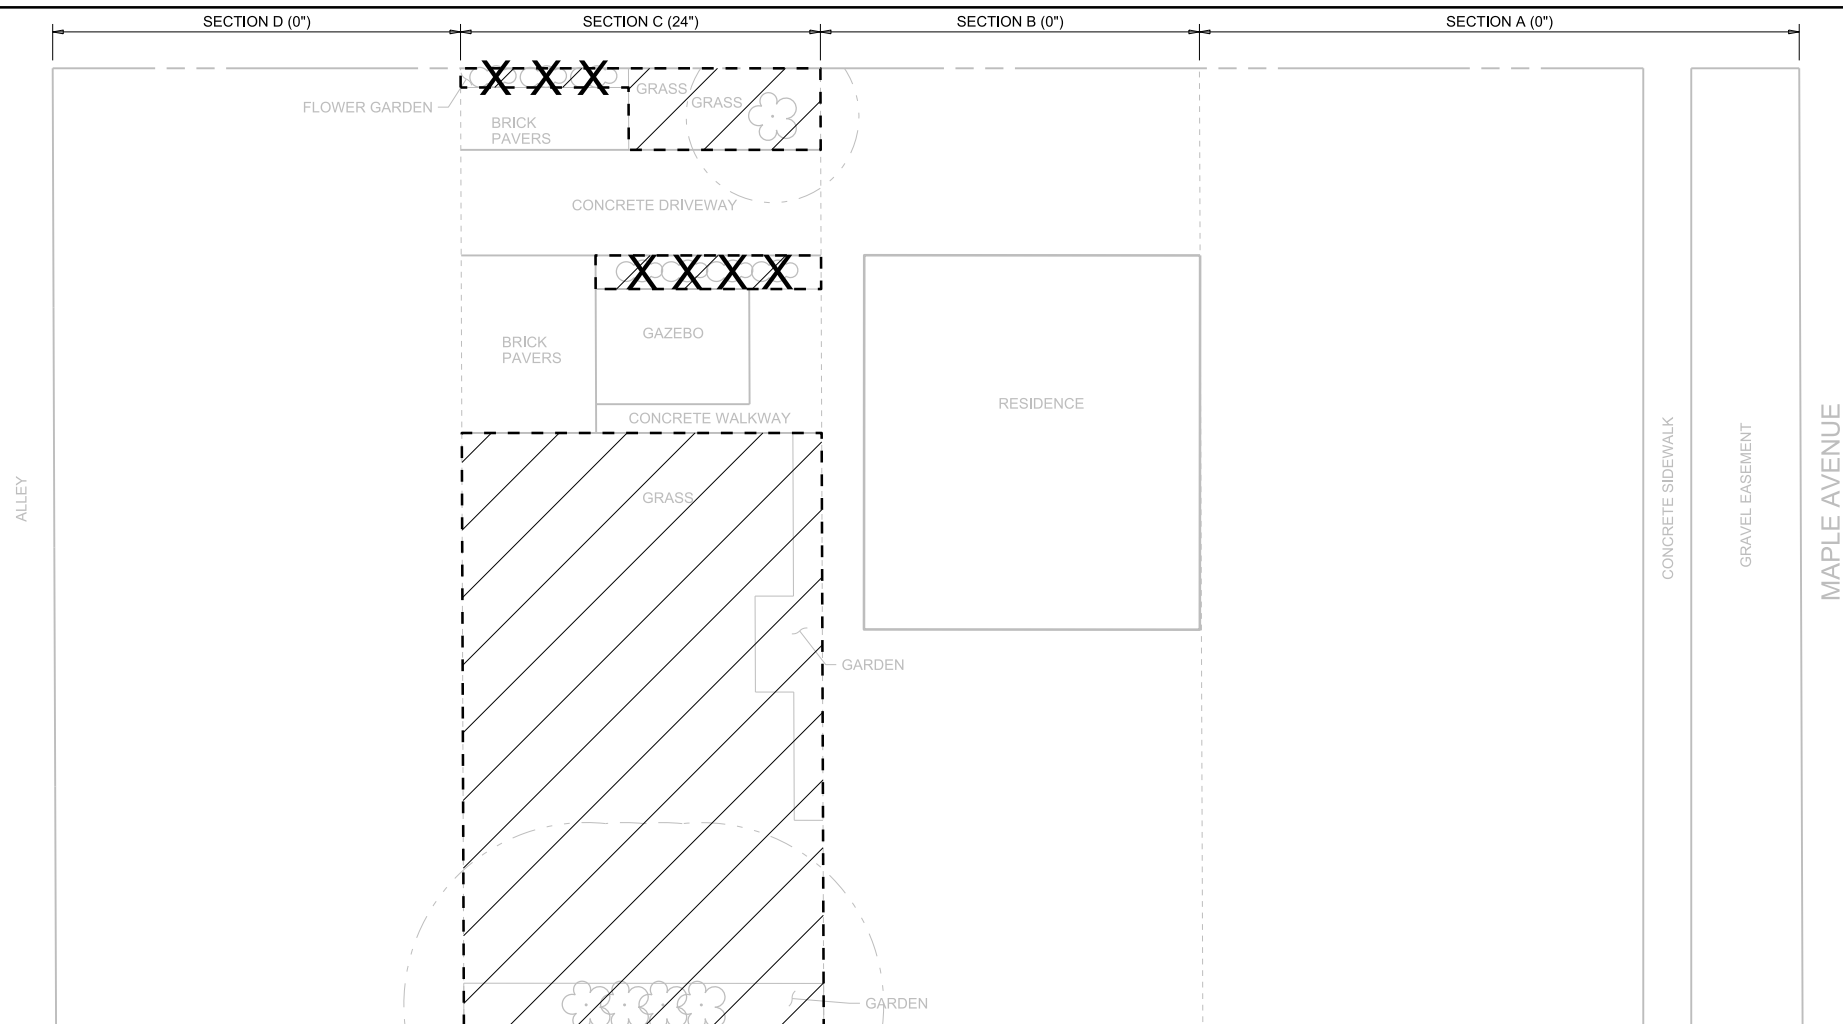 SECTION D (0")
SECTION C (24")
SECTION B (0")
SECTION A (0")
FLOWER GARDEN
GRASS
GRASS
BRICK
PAVERS
CONCRETE DRIVEWAY
GAZEBO
BRICK
PAVERS
CONCRETE WALKWAY
RESIDENCE
GRASS
ALLEY
CONCRETE SIDEWALK
GRAVEL EASEMENT
MAPLE AVENUE
GARDEN
GARDEN